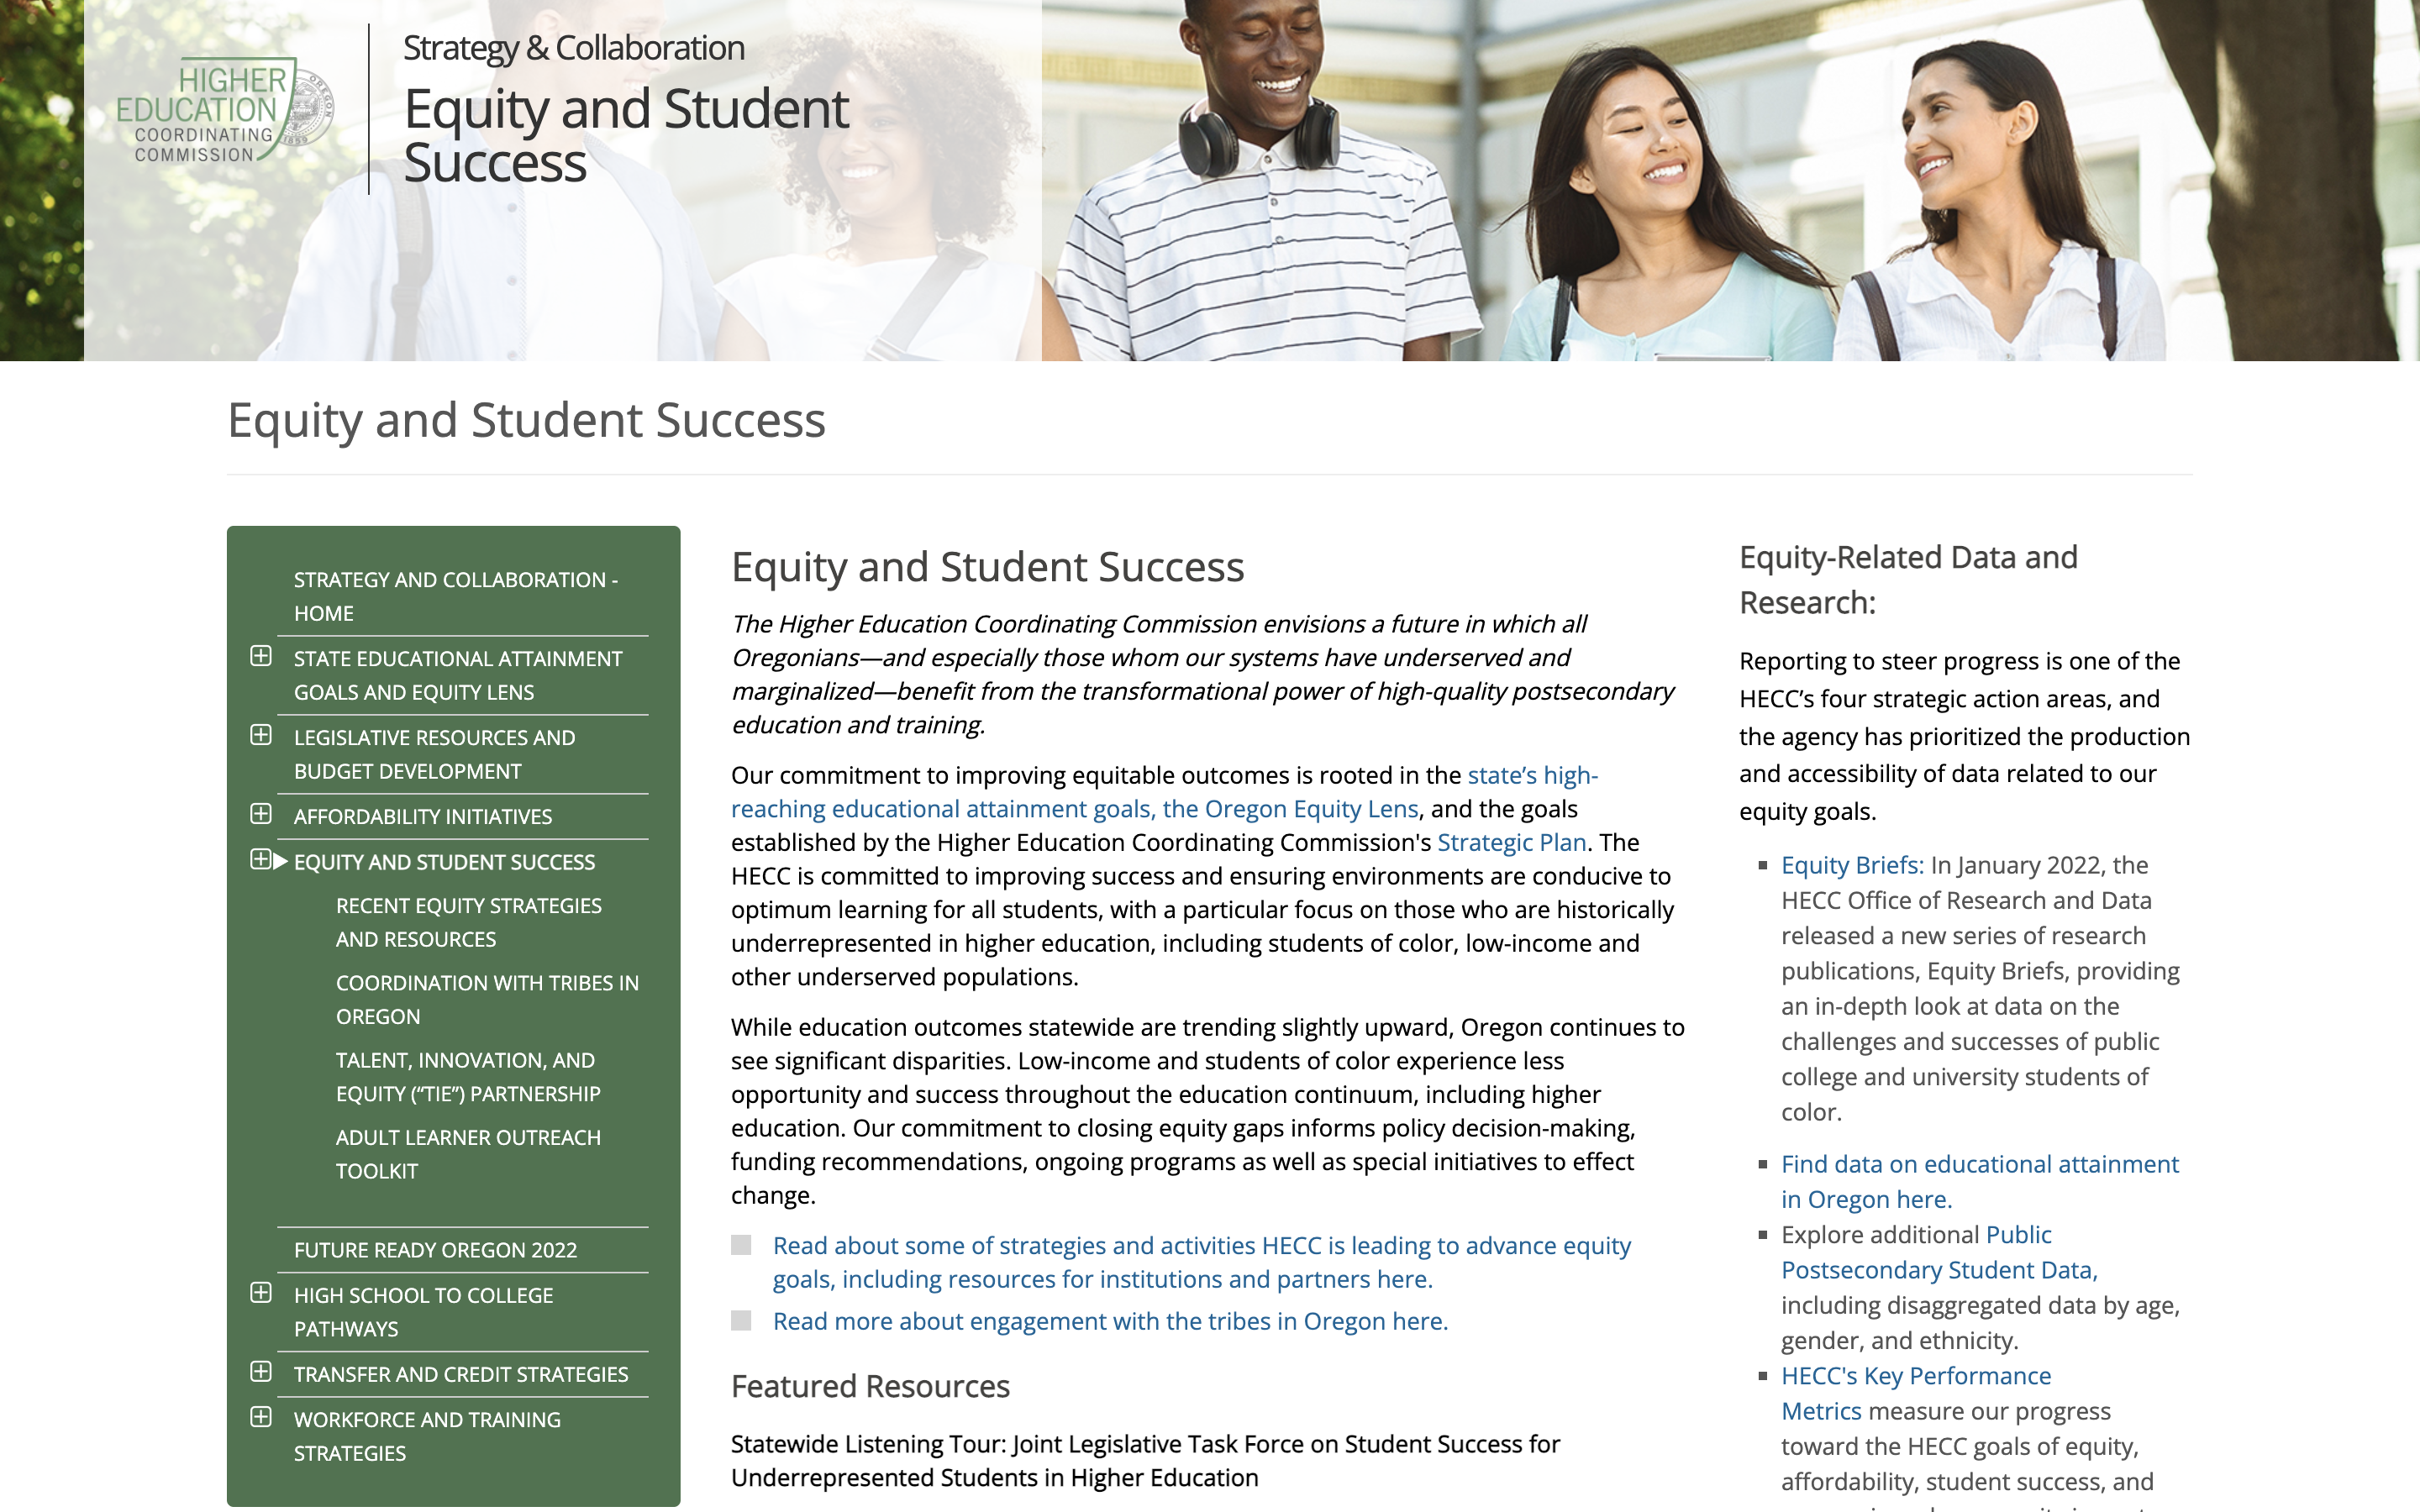 HIGHER
EDUCATION
COORDINATING
COMMISSION
OREGON
1859
Strategy & Collaboration
Equity and Student
Success
Equity and Student Success
STRATEGY AND COLLABORATION -
HOME
STATE EDUCATIONAL ATTAINMENT
GOALS AND EQUITY LENS
LEGISLATIVE RESOURCES AND
BUDGET DEVELOPMENT
AFFORDABILITY INITIATIVES
EQUITY AND STUDENT SUCCESS
RECENT EQUITY STRATEGIES
AND RESOURCES
COORDINATION WITH TRIBES IN
OREGON
TALENT, INNOVATION, AND
EQUITY (“TIE”) PARTNERSHIP
ADULT LEARNER OUTREACH
TOOLKIT
FUTURE READY OREGON 2022
HIGH SCHOOL TO COLLEGE
PATHWAYS
TRANSFER AND CREDIT STRATEGIES
WORKFORCE AND TRAINING
STRATEGIES
Equity and Student Success
The Higher Education Coordinating Commission envisions a future in which all
Oregonians—and especially those whom our systems have underserved and
marginalized—benefit from the transformational power of high-quality postsecondary
education and training.
Our commitment to improving equitable outcomes is rooted in the state’s high-
reaching educational attainment goals, the Oregon Equity Lens, and the goals
established by the Higher Education Coordinating Commission's Strategic Plan. The
HECC is committed to improving success and ensuring environments are conducive to
optimum learning for all students, with a particular focus on those who are historically
underrepresented in higher education, including students of color, low-income and
other underserved populations.
While education outcomes statewide are trending slightly upward, Oregon continues to
see significant disparities. Low-income and students of color experience less
opportunity and success throughout the education continuum, including higher
education. Our commitment to closing equity gaps informs policy decision-making,
funding recommendations, ongoing programs as well as special initiatives to effect
change.
Read about some of strategies and activities HECC is leading to advance equity
goals, including resources for institutions and partners here.
Read more about engagement with the tribes in Oregon here.
Featured Resources
Statewide Listening Tour: Joint Legislative Task Force on Student Success for
Underrepresented Students in Higher Education
Equity-Related Data and
Research:
Reporting to steer progress is one of the
HECC’s four strategic action areas, and
the agency has prioritized the production
and accessibility of data related to our
equity goals.
Equity Briefs: In January 2022, the
HECC Office of Research and Data
released a new series of research
publications, Equity Briefs, providing
an in-depth look at data on the
challenges and successes of public
college and university students of
color.
Find data on educational attainment
in Oregon here.
Explore additional Public
Postsecondary Student Data,
including disaggregated data by age,
gender, and ethnicity.
HECC's Key Performance
Metrics measure our progress
toward the HECC goals of equity,
affordability, student success, and